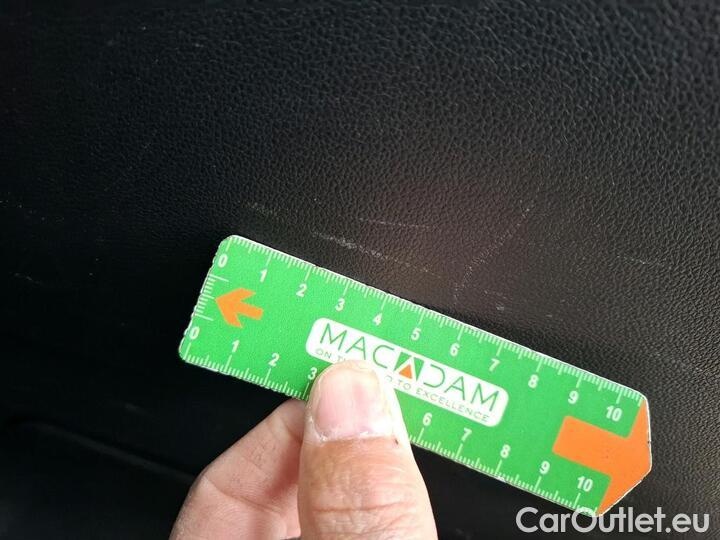 0 1 2 3 4 5 6 7 8 9 10
MACADAM
ON TH D TO EXCELLENCE
0 1 2 3 6 7 8 9 10
CarOutlet.eu